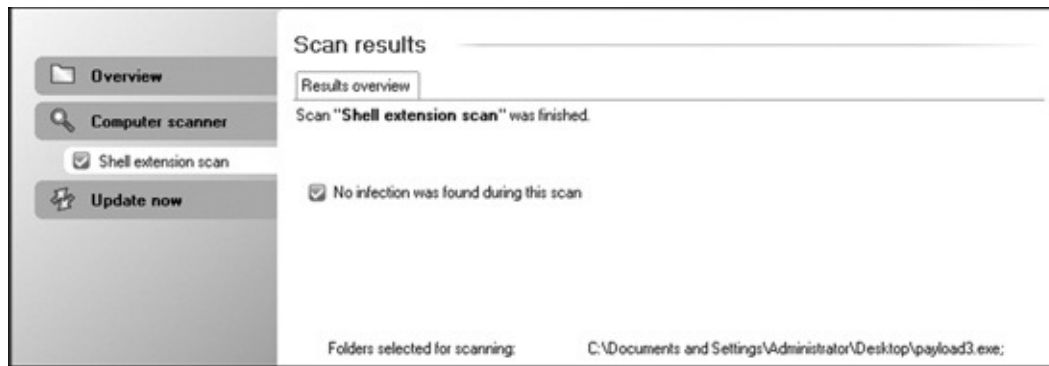 Overview
Computer scanner
Shell extension scan
Update now
Scan results
Results overview
Scan "Shell extension scan" was finished.
No infection was found during this scan
Folders selected for scanning: C:\Documents and Settings\Administrator\Desktop\payload3.exe;